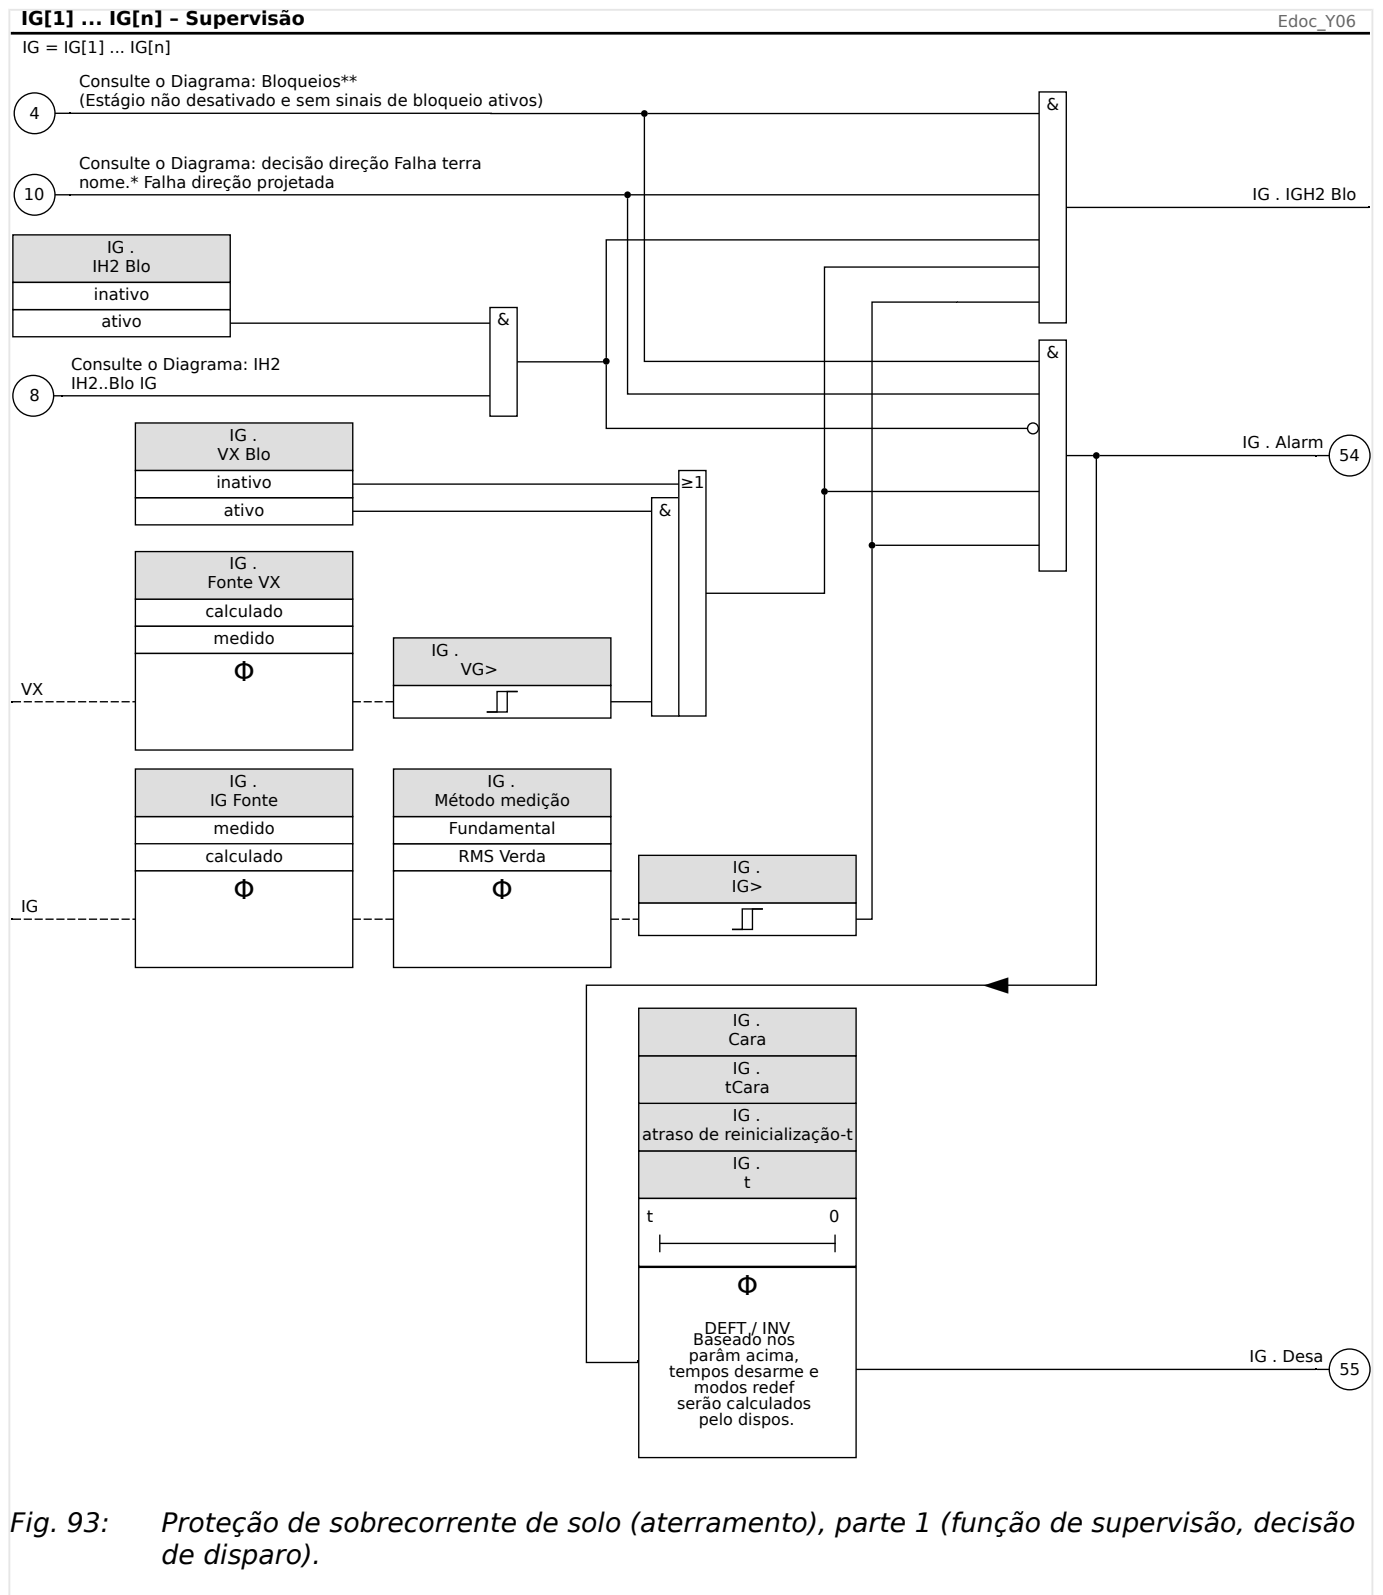 IG[1] ... IG[n] – Supervisão
Edoc_Y06
IG = IG[1] ... IG[n]
Consulte o Diagrama: Bloqueios**
(Estágio não desativado e sem sinais de bloqueio ativos)
4
&
Consulte o Diagrama: decisão direção Falha terra
nome.* Falha direção projetada
10
IG . IGH2 Blo
IG .
IH2 Blo
inativo
ativo
&
&
Consulte o Diagrama: IH2
IH2..Blo IG
8
IG .
VX Blo
inativo
ativo
≥1
&
IG . Alarm
54
IG .
Fonte VX
calculado
medido
Φ
VX
IG .
VG>
IG .
IG Fonte
medido
calculado
Φ
IG
IG .
Método medição
Fundamental
RMS Verda
Φ
IG .
IG>
IG .
Cara
IG .
tCara
IG .
atraso de reinicialização-t
IG .
t
t 0
Φ
DEFT / INV
Baseado nos
parâm acima,
tempos desarme e
modos redef
serão calculados
pelo dispos.
IG . Desa
55
Fig. 93: Proteção de sobrecorrente de solo (aterramento), parte 1 (função de supervisão, decisão
de disparo).